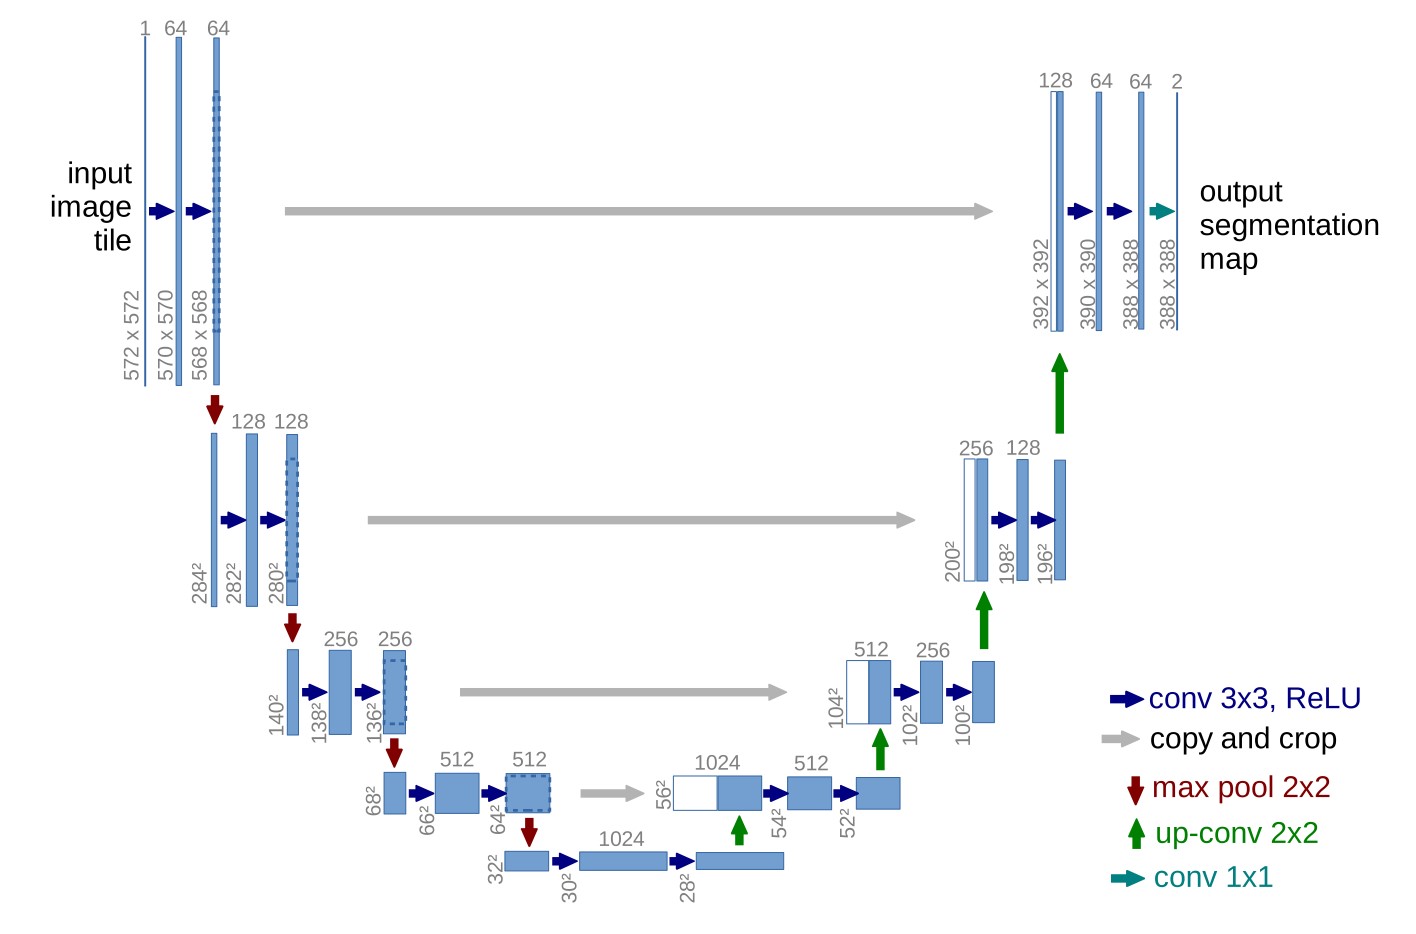 1 64 64
input
image
tile
572 x 572
570 x 570
568 x 568
128 64 64 2
output
segmentation
map
392 x 392
390 x 390
388 x 388
388 x 388
128 128
284²
282²
280²
256 128
200²
198²
196²
256 256
140²
138²
136²
512 256
104²
102²
100²
512 512
68²
66²
64²
1024 512
56²
54²
52²
1024
32²
30²
28²
conv 3x3, ReLU
copy and crop
max pool 2x2
up-conv 2x2
conv 1x1